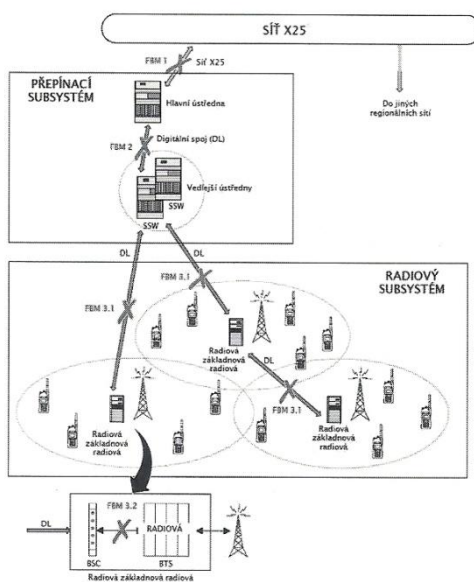 SÍŤ X25
FBM 1
Síť X25
PŘEPÍNACÍ
SUBSYSTÉM
Hlavní ústředna
Do jiných
regionálních sítí
FBM 2
Digitální spoj (DL)
Vedlejší ústředny
SSW
SSW
DL
DL
FBM 3.1
FBM 3.1
RADIOVÝ
SUBSYSTÉM
Radiová
základnová
radiová
DL
FBM 3.1
Radiová
základnová
radiová
Radiová
základnová
radiová
FBM 3.2
DL
RADIOVÁ
BSC
BTS
Radiová základnová radiová